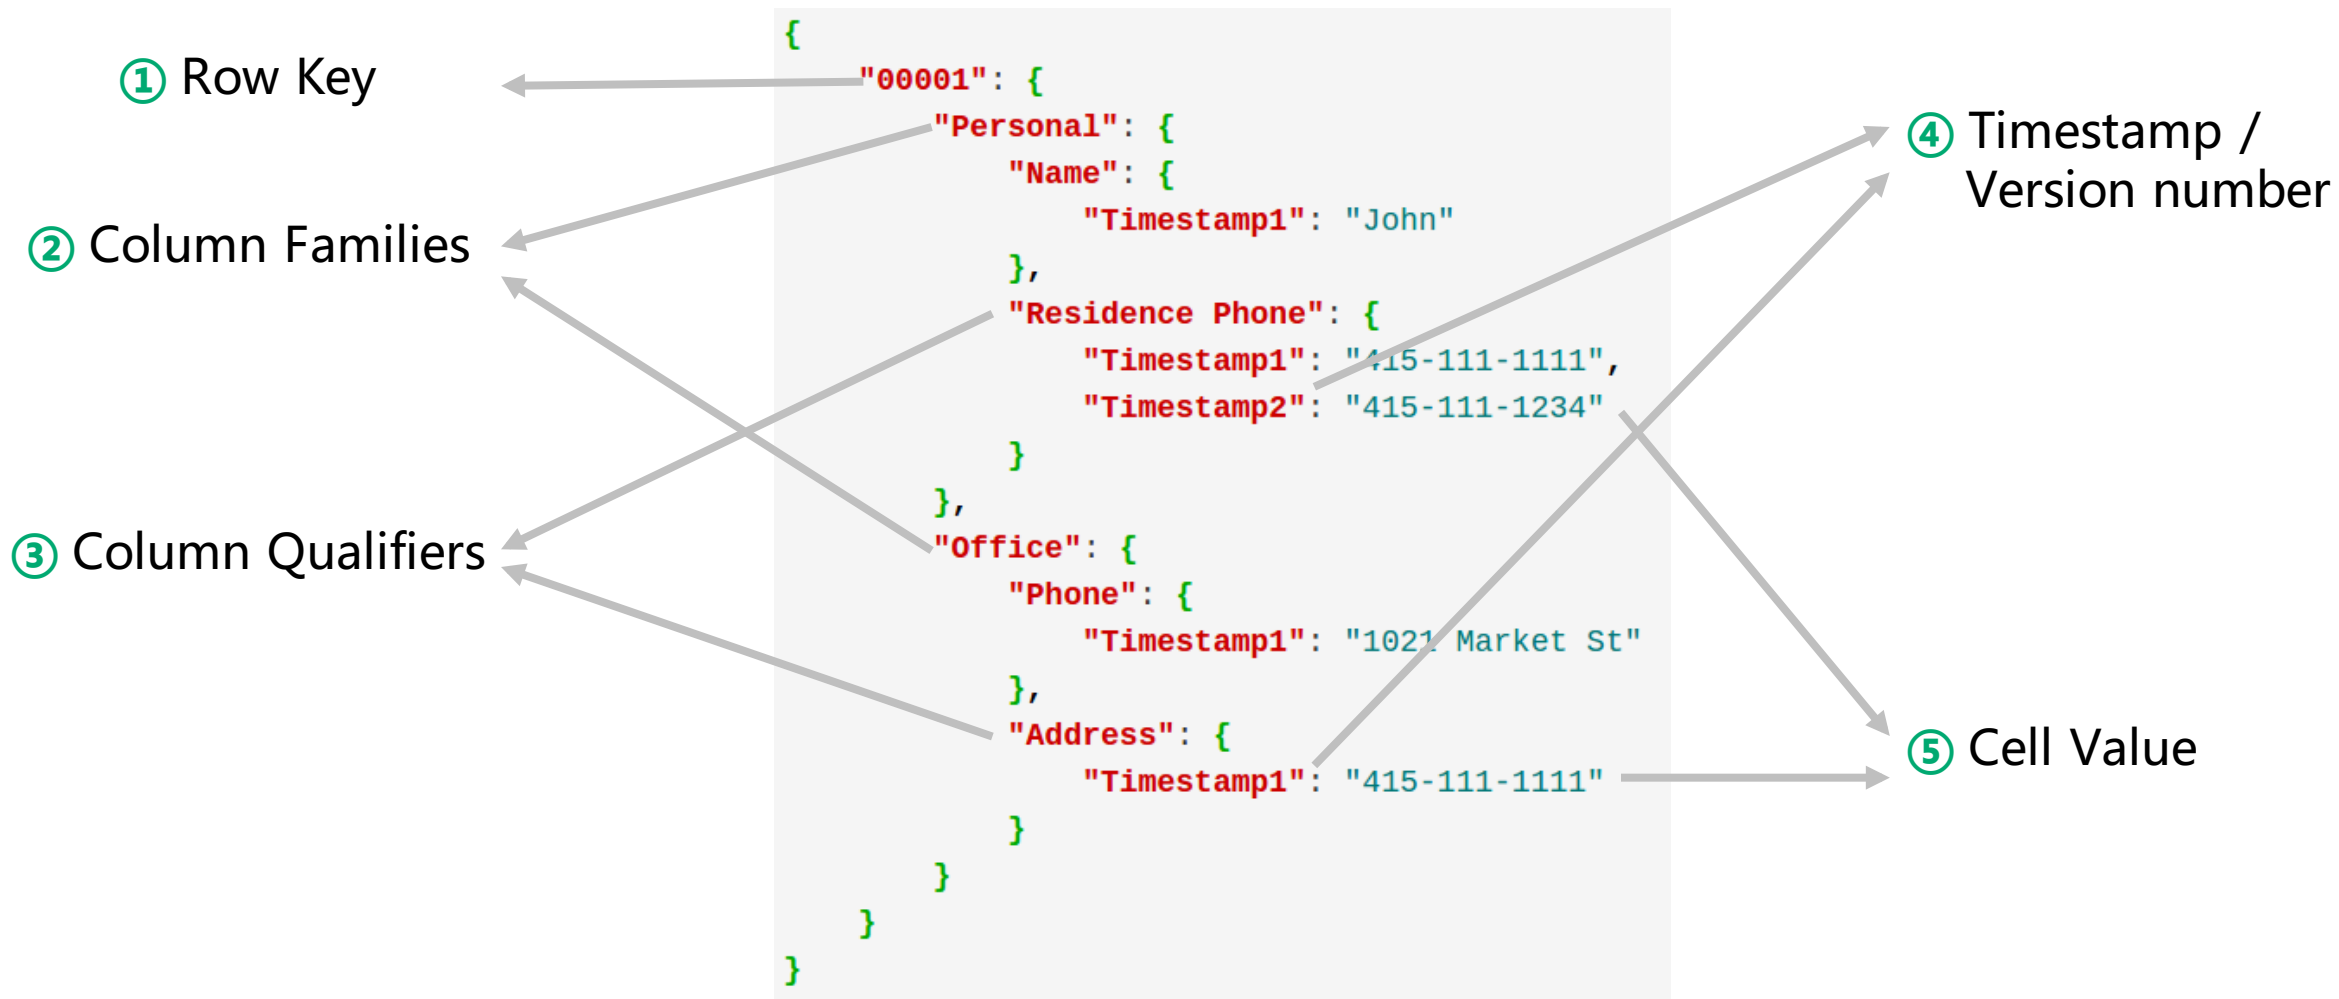 ① Row Key
② Column Families
③ Column Qualifiers
{
"00001": {
"Personal": {
"Name": {
"Timestamp1": "John"
},
"Residence Phone": {
"Timestamp1": "415-111-1111",
"Timestamp2": "415-111-1234"
}
},
"Office": {
"Phone": {
"Timestamp1": "1021 Market St"
},
"Address": {
"Timestamp1": "415-111-1111"
}
}
}
}
④ Timestamp /
Version number
⑤ Cell Value